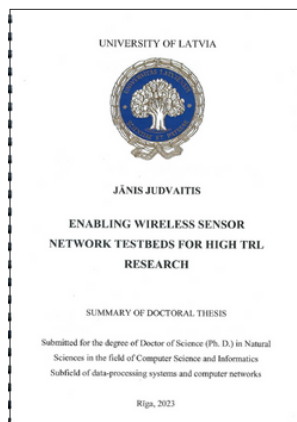 UNIVERSITY OF LATVIA
JĀNIS JUDVAITIS
ENABLING WIRELESS SENSOR
NETWORK TESTBEDS FOR HIGH TRL
RESEARCH
SUMMARY OF DOCTORAL THESIS
Submitted for the degree of Doctor of Science (Ph. D.) in Natural
Sciences in the field of Computer Science and Informatics
Subfield of data-processing systems and computer networks
Rīga, 2023